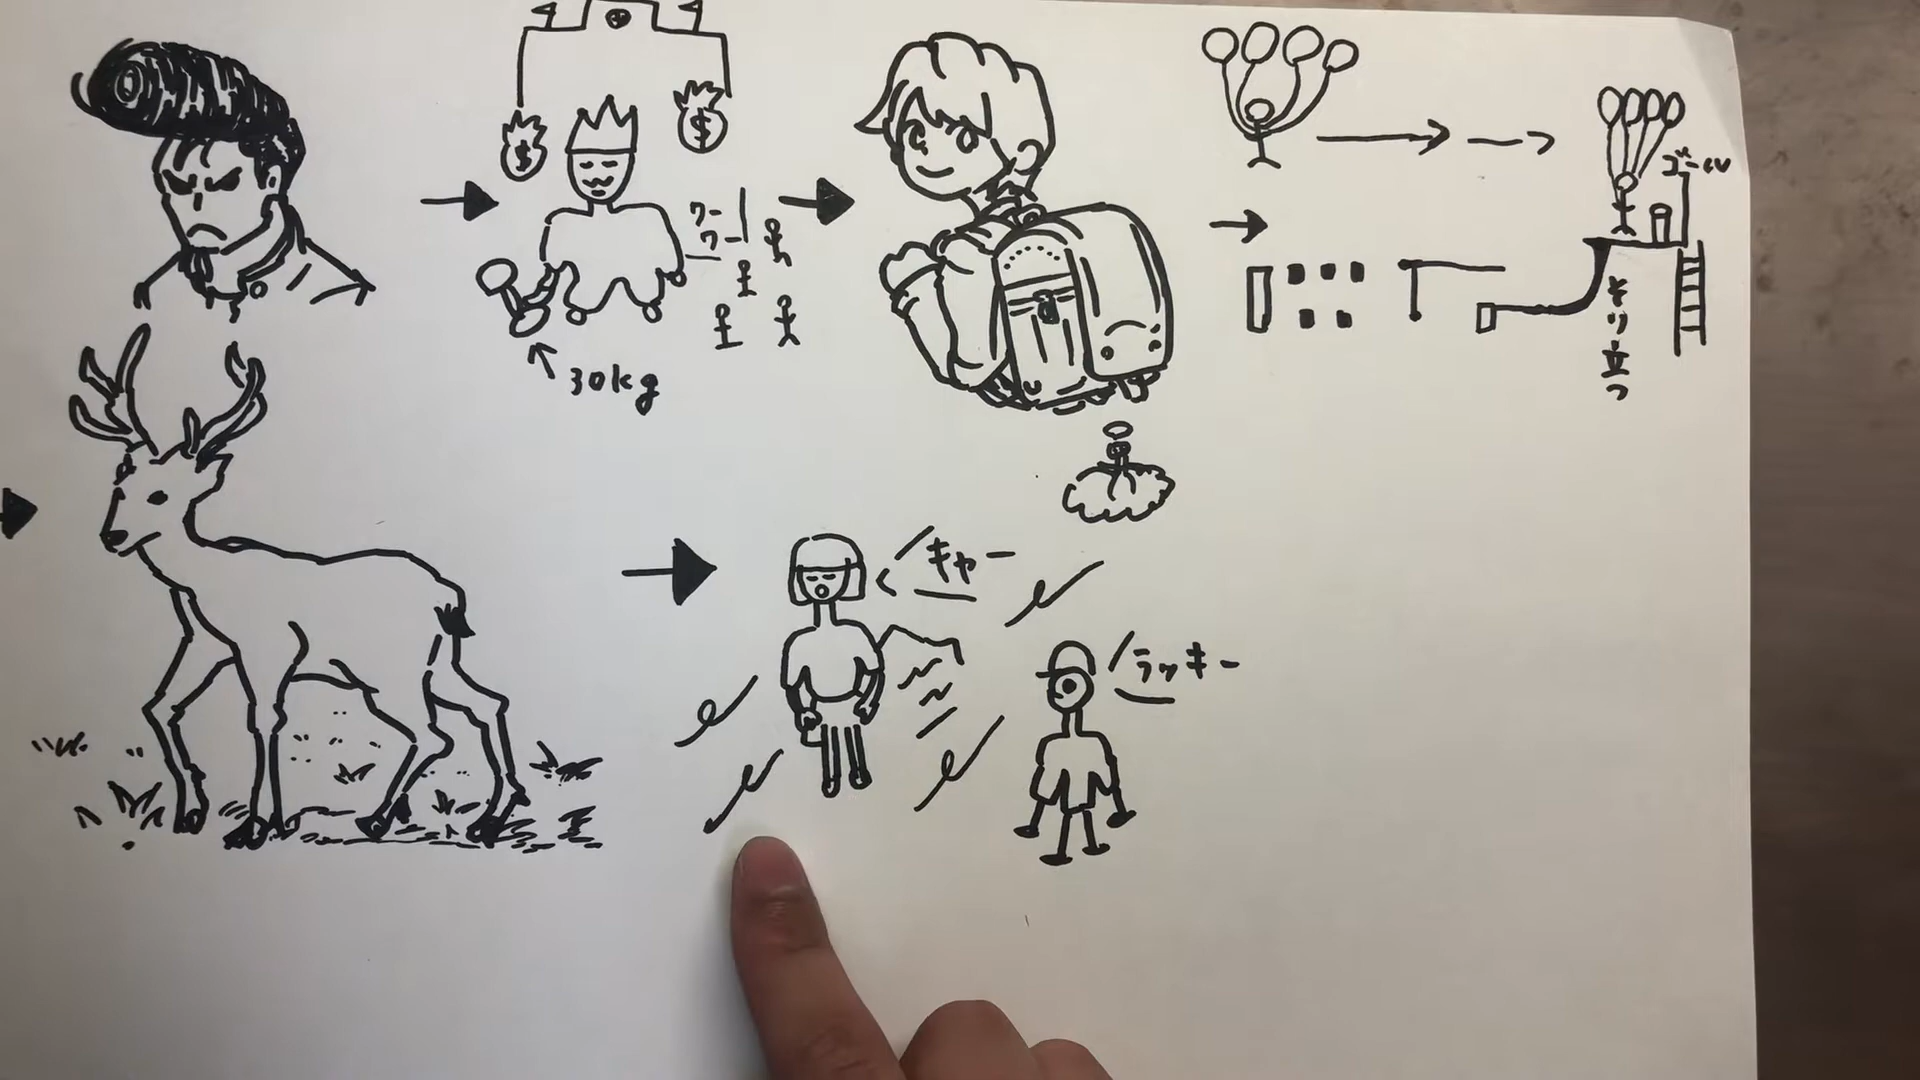 ワー
ワー
30kg
ゴール
そり立つ
キャー
ラッキー